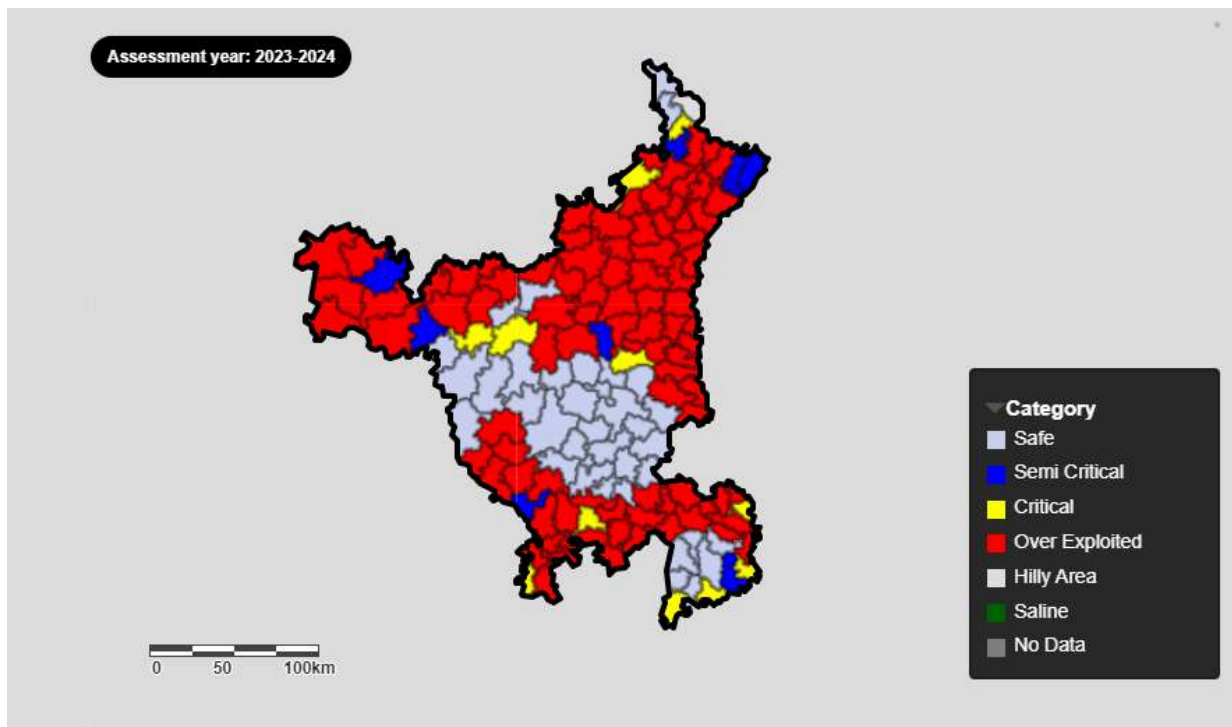 Assessment year: 2023-2024
Category
Safe
Semi Critical
Critical
Over Exploited
Hilly Area
Saline
No Data
0 50 100km